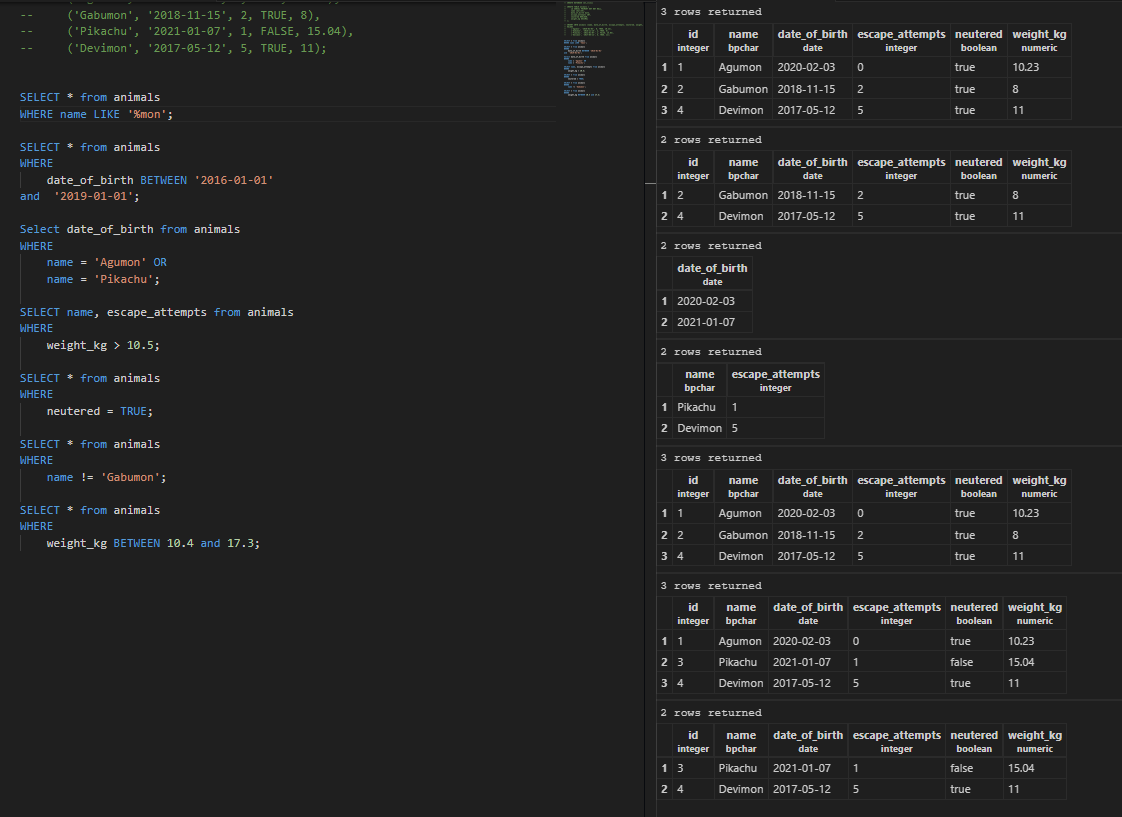 --     ('Gabumon', '2018-11-15', 2, TRUE, 8),
--     ('Pikachu', '2021-01-07', 1, FALSE, 15.04),
--     ('Devimon', '2017-05-12', 5, TRUE, 11);
SELECT * from animals
WHERE name LIKE '%mon';
SELECT * from animals
WHERE
    date_of_birth BETWEEN '2016-01-01'
and  '2019-01-01';
Select date_of_birth from animals
WHERE
    name = 'Agumon' OR
    name = 'Pikachu';
SELECT name, escape_attempts from animals
WHERE
    weight_kg > 10.5;
SELECT * from animals
WHERE
    neutered = TRUE;
SELECT * from animals
WHERE
    name != 'Gabumon';
SELECT * from animals
WHERE
    weight_kg BETWEEN 10.4 and 17.3;
3 rows returned
id name date_of_birth escape_attempts neutered weight_kg
integer bpchar date integer boolean numeric
1 1 Agumon 2020-02-03 0 true 10.23
2 2 Gabumon 2018-11-15 2 true 8
3 4 Devimon 2017-05-12 5 true 11
2 rows returned
id name date_of_birth escape_attempts neutered weight_kg
integer bpchar date integer boolean numeric
1 2 Gabumon 2018-11-15 2 true 8
2 4 Devimon 2017-05-12 5 true 11
2 rows returned
date_of_birth
date
1 2020-02-03
2 2021-01-07
2 rows returned
name escape_attempts
bpchar integer
1 Pikachu 1
2 Devimon 5
3 rows returned
id name date_of_birth escape_attempts neutered weight_kg
integer bpchar date integer boolean numeric
1 1 Agumon 2020-02-03 0 true 10.23
2 2 Gabumon 2018-11-15 2 true 8
3 4 Devimon 2017-05-12 5 true 11
3 rows returned
id name date_of_birth escape_attempts neutered weight_kg
integer bpchar date integer boolean numeric
1 1 Agumon 2020-02-03 0 true 10.23
2 3 Pikachu 2021-01-07 1 false 15.04
3 4 Devimon 2017-05-12 5 true 11
2 rows returned
id name date_of_birth escape_attempts neutered weight_kg
integer bpchar date integer boolean numeric
1 3 Pikachu 2021-01-07 1 false 15.04
2 4 Devimon 2017-05-12 5 true 11